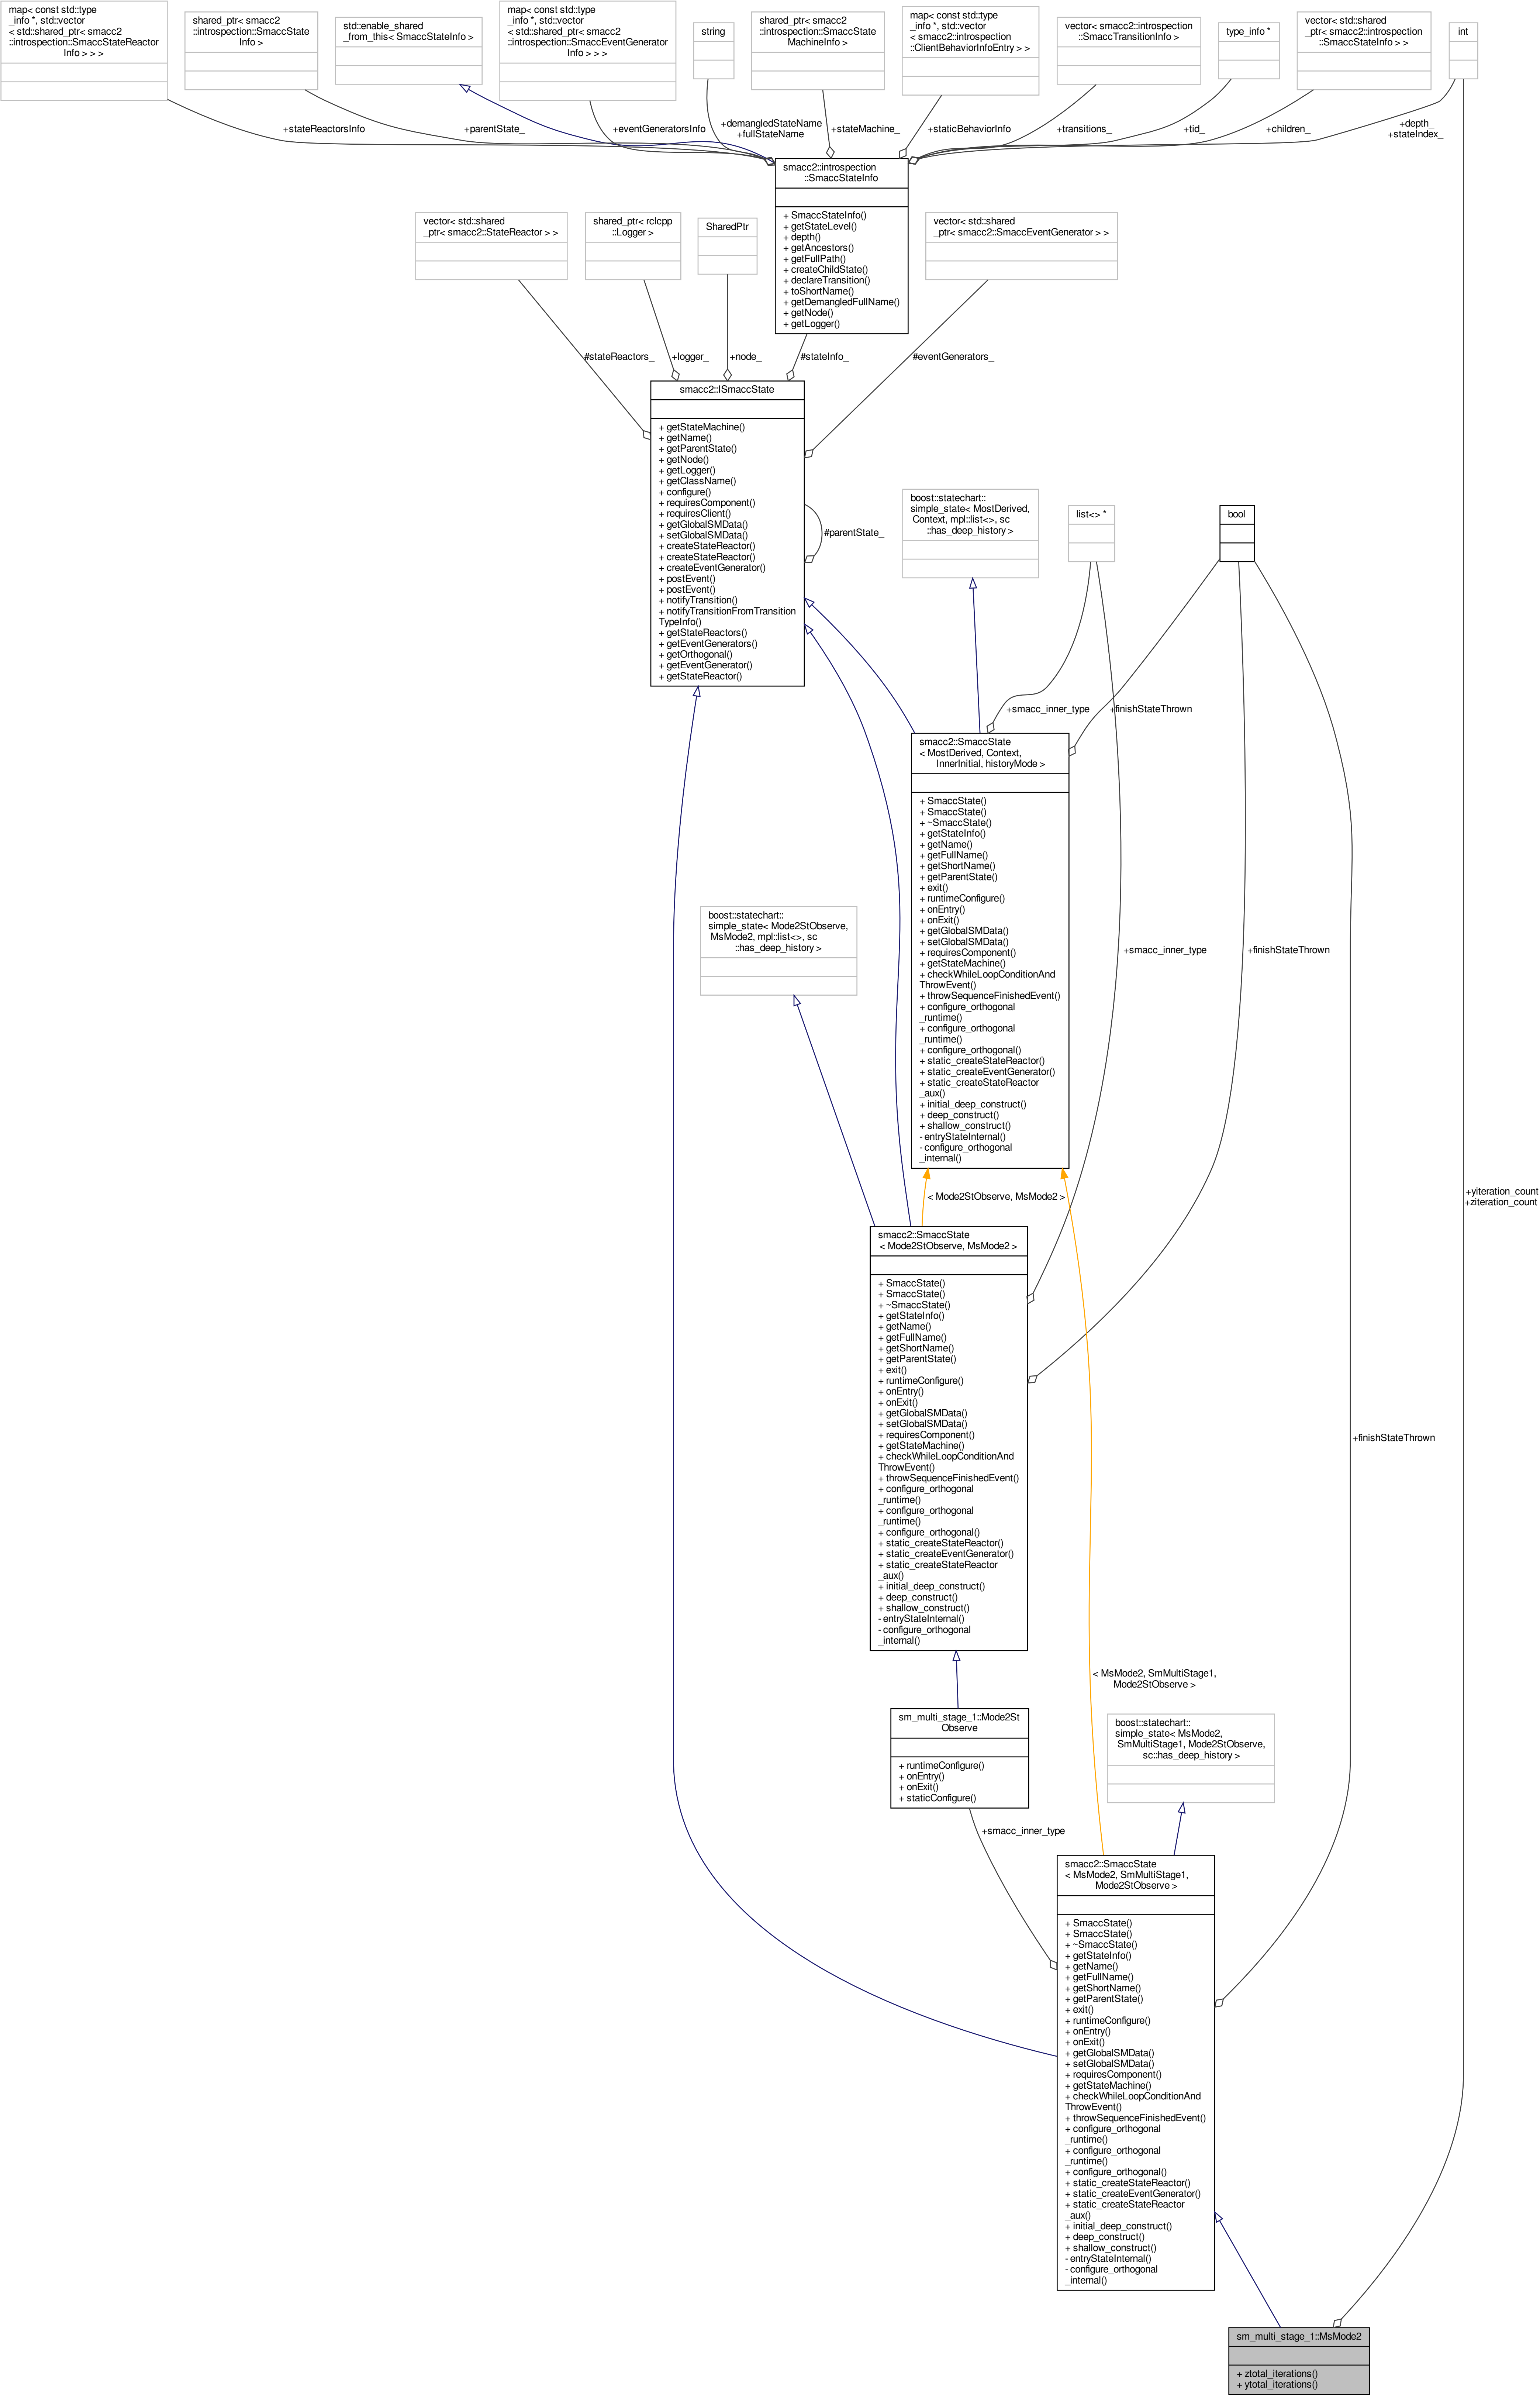 map< const std::type
_info *, std::vector
< std::shared_ptr< smacc2
::introspection::SmaccStateReactor
Info > > >
shared_ptr< smacc2
::introspection::SmaccState
Info >
std::enable_shared
_from_this< SmaccStateInfo >
map< const std::type
_info *, std::vector
< std::shared_ptr< smacc2
::introspection::SmaccEventGenerator
Info > > >
string
shared_ptr< smacc2
::introspection::SmaccState
MachineInfo >
map< const std::type
_info *, std::vector
< smacc2::introspection
::ClientBehaviorInfoEntry > >
vector< smacc2::introspection
::SmaccTransitionInfo >
type_info *
vector< std::shared
_ptr< smacc2::introspection
::SmaccStateInfo > >
int
+stateReactorsInfo
+parentState_
+eventGeneratorsInfo
+demangledStateName
+fullStateName
+stateMachine_
+staticBehaviorInfo
+transitions_
+tid_
+children_
+depth_
+stateIndex_
smacc2::introspection
::SmaccStateInfo
+ SmaccStateInfo()
+ getStateLevel()
+ depth()
+ getAncestors()
+ getFullPath()
+ createChildState()
+ declareTransition()
+ toShortName()
+ getDemangledFullName()
+ getNode()
+ getLogger()
vector< std::shared
_ptr< smacc2::StateReactor > >
shared_ptr< rclcpp
::Logger >
SharedPtr
vector< std::shared
_ptr< smacc2::SmaccEventGenerator > >
#stateReactors_
+logger_
+node_
#stateInfo_
#eventGenerators_
smacc2::ISmaccState
+ getStateMachine()
+ getName()
+ getParentState()
+ getNode()
+ getLogger()
+ getClassName()
+ configure()
+ requiresComponent()
+ requiresClient()
+ getGlobalSMData()
+ setGlobalSMData()
+ createStateReactor()
+ createStateReactor()
+ createEventGenerator()
+ postEvent()
+ postEvent()
+ notifyTransition()
+ notifyTransitionFromTransition
TypeInfo()
+ getStateReactors()
+ getEventGenerators()
+ getOrthogonal()
+ getEventGenerator()
+ getStateReactor()
#parentState_
boost::statechart::
simple_state< MostDerived,
Context, mpl::list<>, sc
::has_deep_history >
list<> *
bool
+smacc_inner_type
+finishStateThrown
smacc2::SmaccState
< MostDerived, Context,
InnerInitial, historyMode >
+ SmaccState()
+ SmaccState()
+ ~SmaccState()
+ getStateInfo()
+ getName()
+ getFullName()
+ getShortName()
+ getParentState()
+ exit()
+ runtimeConfigure()
+ onEntry()
+ onExit()
+ getGlobalSMData()
+ setGlobalSMData()
+ requiresComponent()
+ getStateMachine()
+ checkWhileLoopConditionAnd
ThrowEvent()
+ throwSequenceFinishedEvent()
+ configure_orthogonal
_runtime()
+ configure_orthogonal
_runtime()
+ configure_orthogonal()
+ static_createStateReactor()
+ static_createEventGenerator()
+ static_createStateReactor
_aux()
+ initial_deep_construct()
+ deep_construct()
+ shallow_construct()
- entryStateInternal()
- configure_orthogonal
_internal()
boost::statechart::
simple_state< Mode2StObserve,
MsMode2, mpl::list<>, sc
::has_deep_history >
+smacc_inner_type
+finishStateThrown
< Mode2StObserve, MsMode2 >
+yiteration_count
+ziteration_count
smacc2::SmaccState
< Mode2StObserve, MsMode2 >
+ SmaccState()
+ SmaccState()
+ ~SmaccState()
+ getStateInfo()
+ getName()
+ getFullName()
+ getShortName()
+ getParentState()
+ exit()
+ runtimeConfigure()
+ onEntry()
+ onExit()
+ getGlobalSMData()
+ setGlobalSMData()
+ requiresComponent()
+ getStateMachine()
+ checkWhileLoopConditionAnd
ThrowEvent()
+ throwSequenceFinishedEvent()
+ configure_orthogonal
_runtime()
+ configure_orthogonal
_runtime()
+ configure_orthogonal()
+ static_createStateReactor()
+ static_createEventGenerator()
+ static_createStateReactor
_aux()
+ initial_deep_construct()
+ deep_construct()
+ shallow_construct()
- entryStateInternal()
- configure_orthogonal
_internal()
+finishStateThrown
< MsMode2, SmMultiStage1,
Mode2StObserve >
sm_multi_stage_1::Mode2St
Observe
+ runtimeConfigure()
+ onEntry()
+ onExit()
+ staticConfigure()
boost::statechart::
simple_state< MsMode2,
SmMultiStage1, Mode2StObserve,
sc::has_deep_history >
+smacc_inner_type
smacc2::SmaccState
< MsMode2, SmMultiStage1,
Mode2StObserve >
+ SmaccState()
+ SmaccState()
+ ~SmaccState()
+ getStateInfo()
+ getName()
+ getFullName()
+ getShortName()
+ getParentState()
+ exit()
+ runtimeConfigure()
+ onEntry()
+ onExit()
+ getGlobalSMData()
+ setGlobalSMData()
+ requiresComponent()
+ getStateMachine()
+ checkWhileLoopConditionAnd
ThrowEvent()
+ throwSequenceFinishedEvent()
+ configure_orthogonal
_runtime()
+ configure_orthogonal
_runtime()
+ configure_orthogonal()
+ static_createStateReactor()
+ static_createEventGenerator()
+ static_createStateReactor
_aux()
+ initial_deep_construct()
+ deep_construct()
+ shallow_construct()
- entryStateInternal()
- configure_orthogonal
_internal()
sm_multi_stage_1::MsMode2
+ ztotal_iterations()
+ ytotal_iterations()